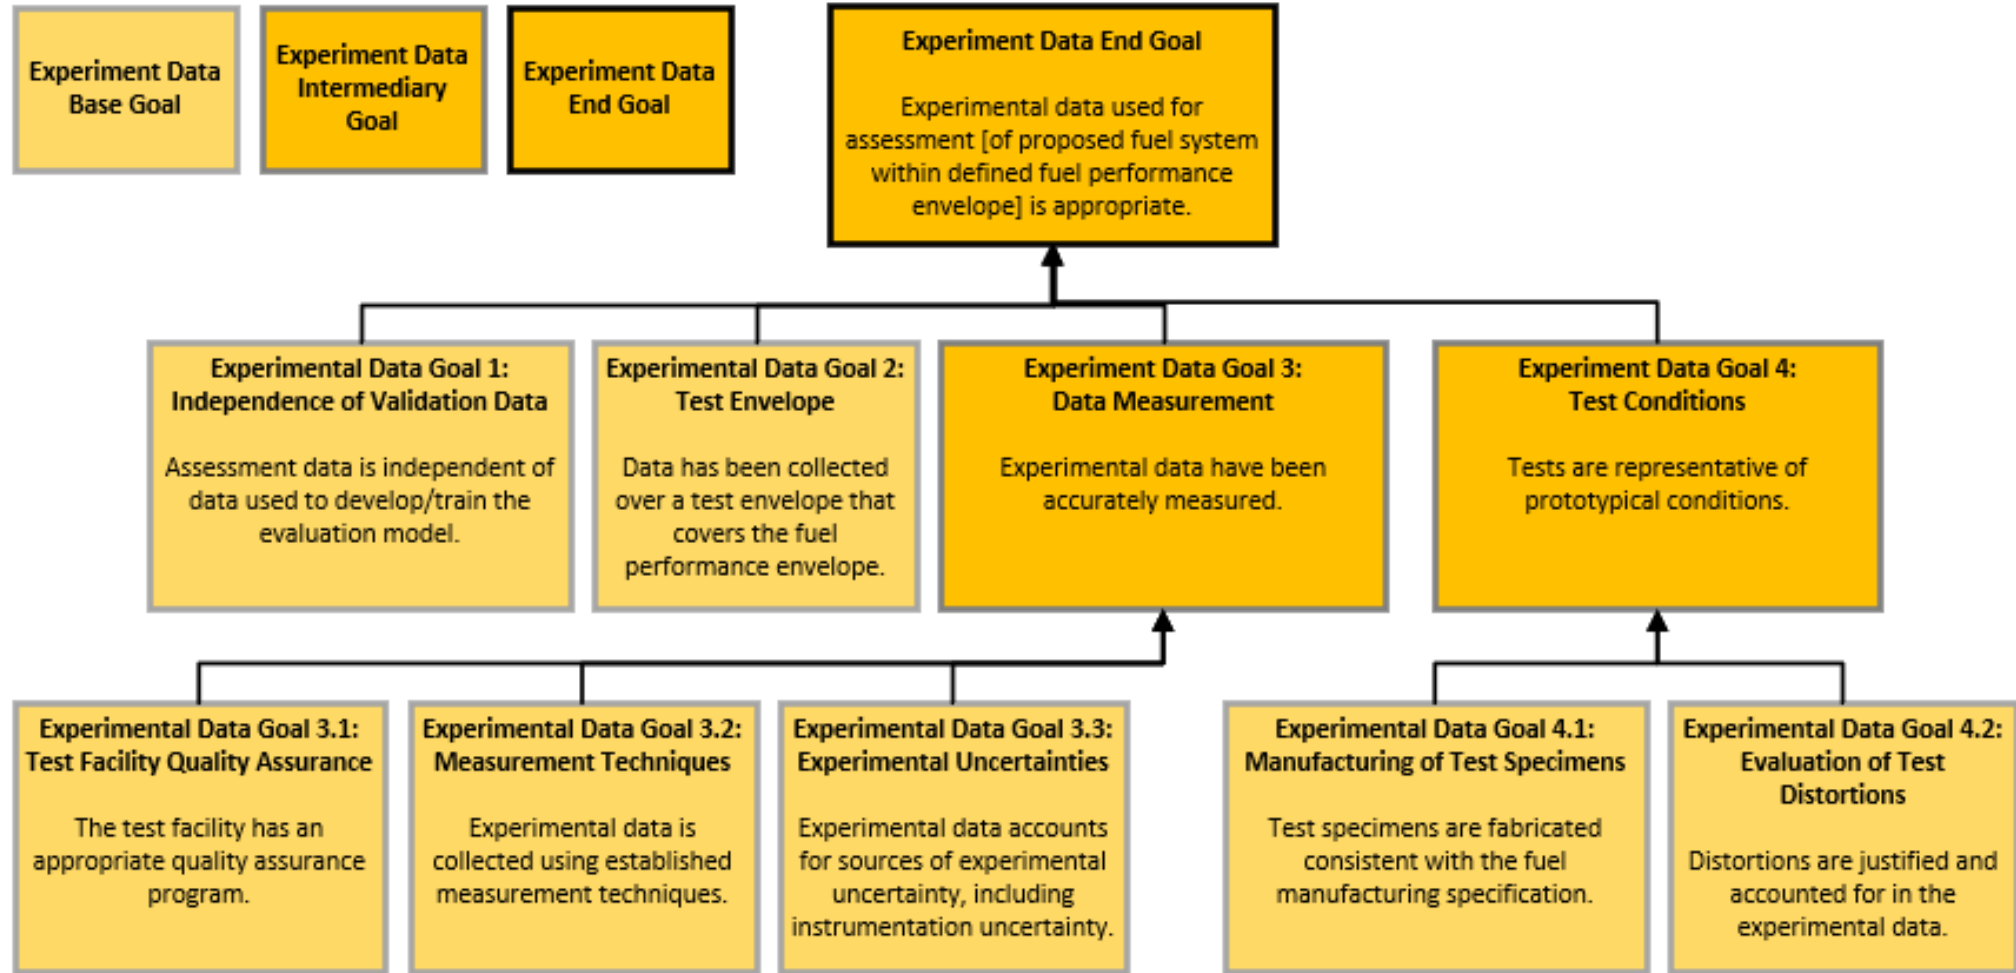 Experiment Data
Base Goal
Experiment Data
Intermediary
Goal
Experiment Data
End Goal
Experiment Data End Goal
Experimental data used for
assessment [of proposed fuel system
within defined fuel performance
envelope] is appropriate.
Experimental Data Goal 1:
Independence of Validation Data
Assessment data is independent of
data used to develop/train the
evaluation model.
Experimental Data Goal 2:
Test Envelope
Data has been collected
over a test envelope that
covers the fuel
performance envelope.
Experiment Data Goal 3:
Data Measurement
Experimental data have been
accurately measured.
Experiment Data Goal 4:
Test Conditions
Tests are representative of
prototypical conditions.
Experimental Data Goal 3.1:
Test Facility Quality Assurance
The test facility has an
appropriate quality assurance
program.
Experimental Data Goal 3.2:
Measurement Techniques
Experimental data is
collected using established
measurement techniques.
Experimental Data Goal 3.3:
Experimental Uncertainties
Experimental data accounts
for sources of experimental
uncertainty, including
instrumentation uncertainty.
Experimental Data Goal 4.1:
Manufacturing of Test Specimens
Test specimens are fabricated
consistent with the fuel
manufacturing specification.
Experimental Data Goal 4.2:
Evaluation of Test
Distortions
Distortions are justified and
accounted for in the
experimental data.